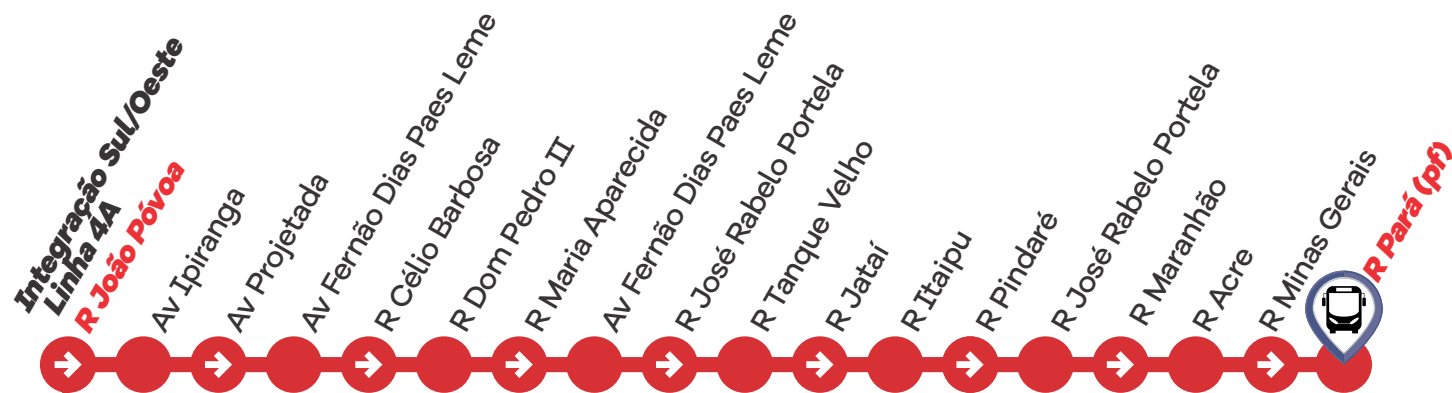 Integração Sul/Oeste
Linha 4A
R João Póvoa
Av Ipiranga
Av Projetada
Av Fernão Dias Paes Leme
R Célio Barbosa
R Dom Pedro II
R Maria Aparecida
Av Fernão Dias Paes Leme
R José Rabelo Portela
R Tanque Velho
R Jataí
R Itaipu
R Pindaré
R José Rabelo Portela
R Maranhão
R Acre
R Minas Gerais
R Pará (pf)